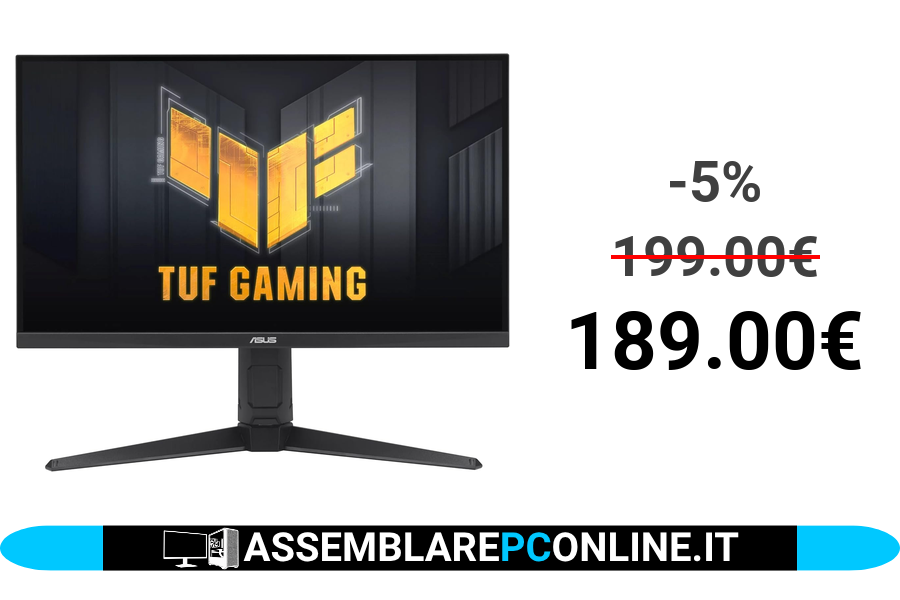 TUF GAMING
ASUS
-5%
199.00€
189.00€
ASSEMBLAREPCONLINE.IT